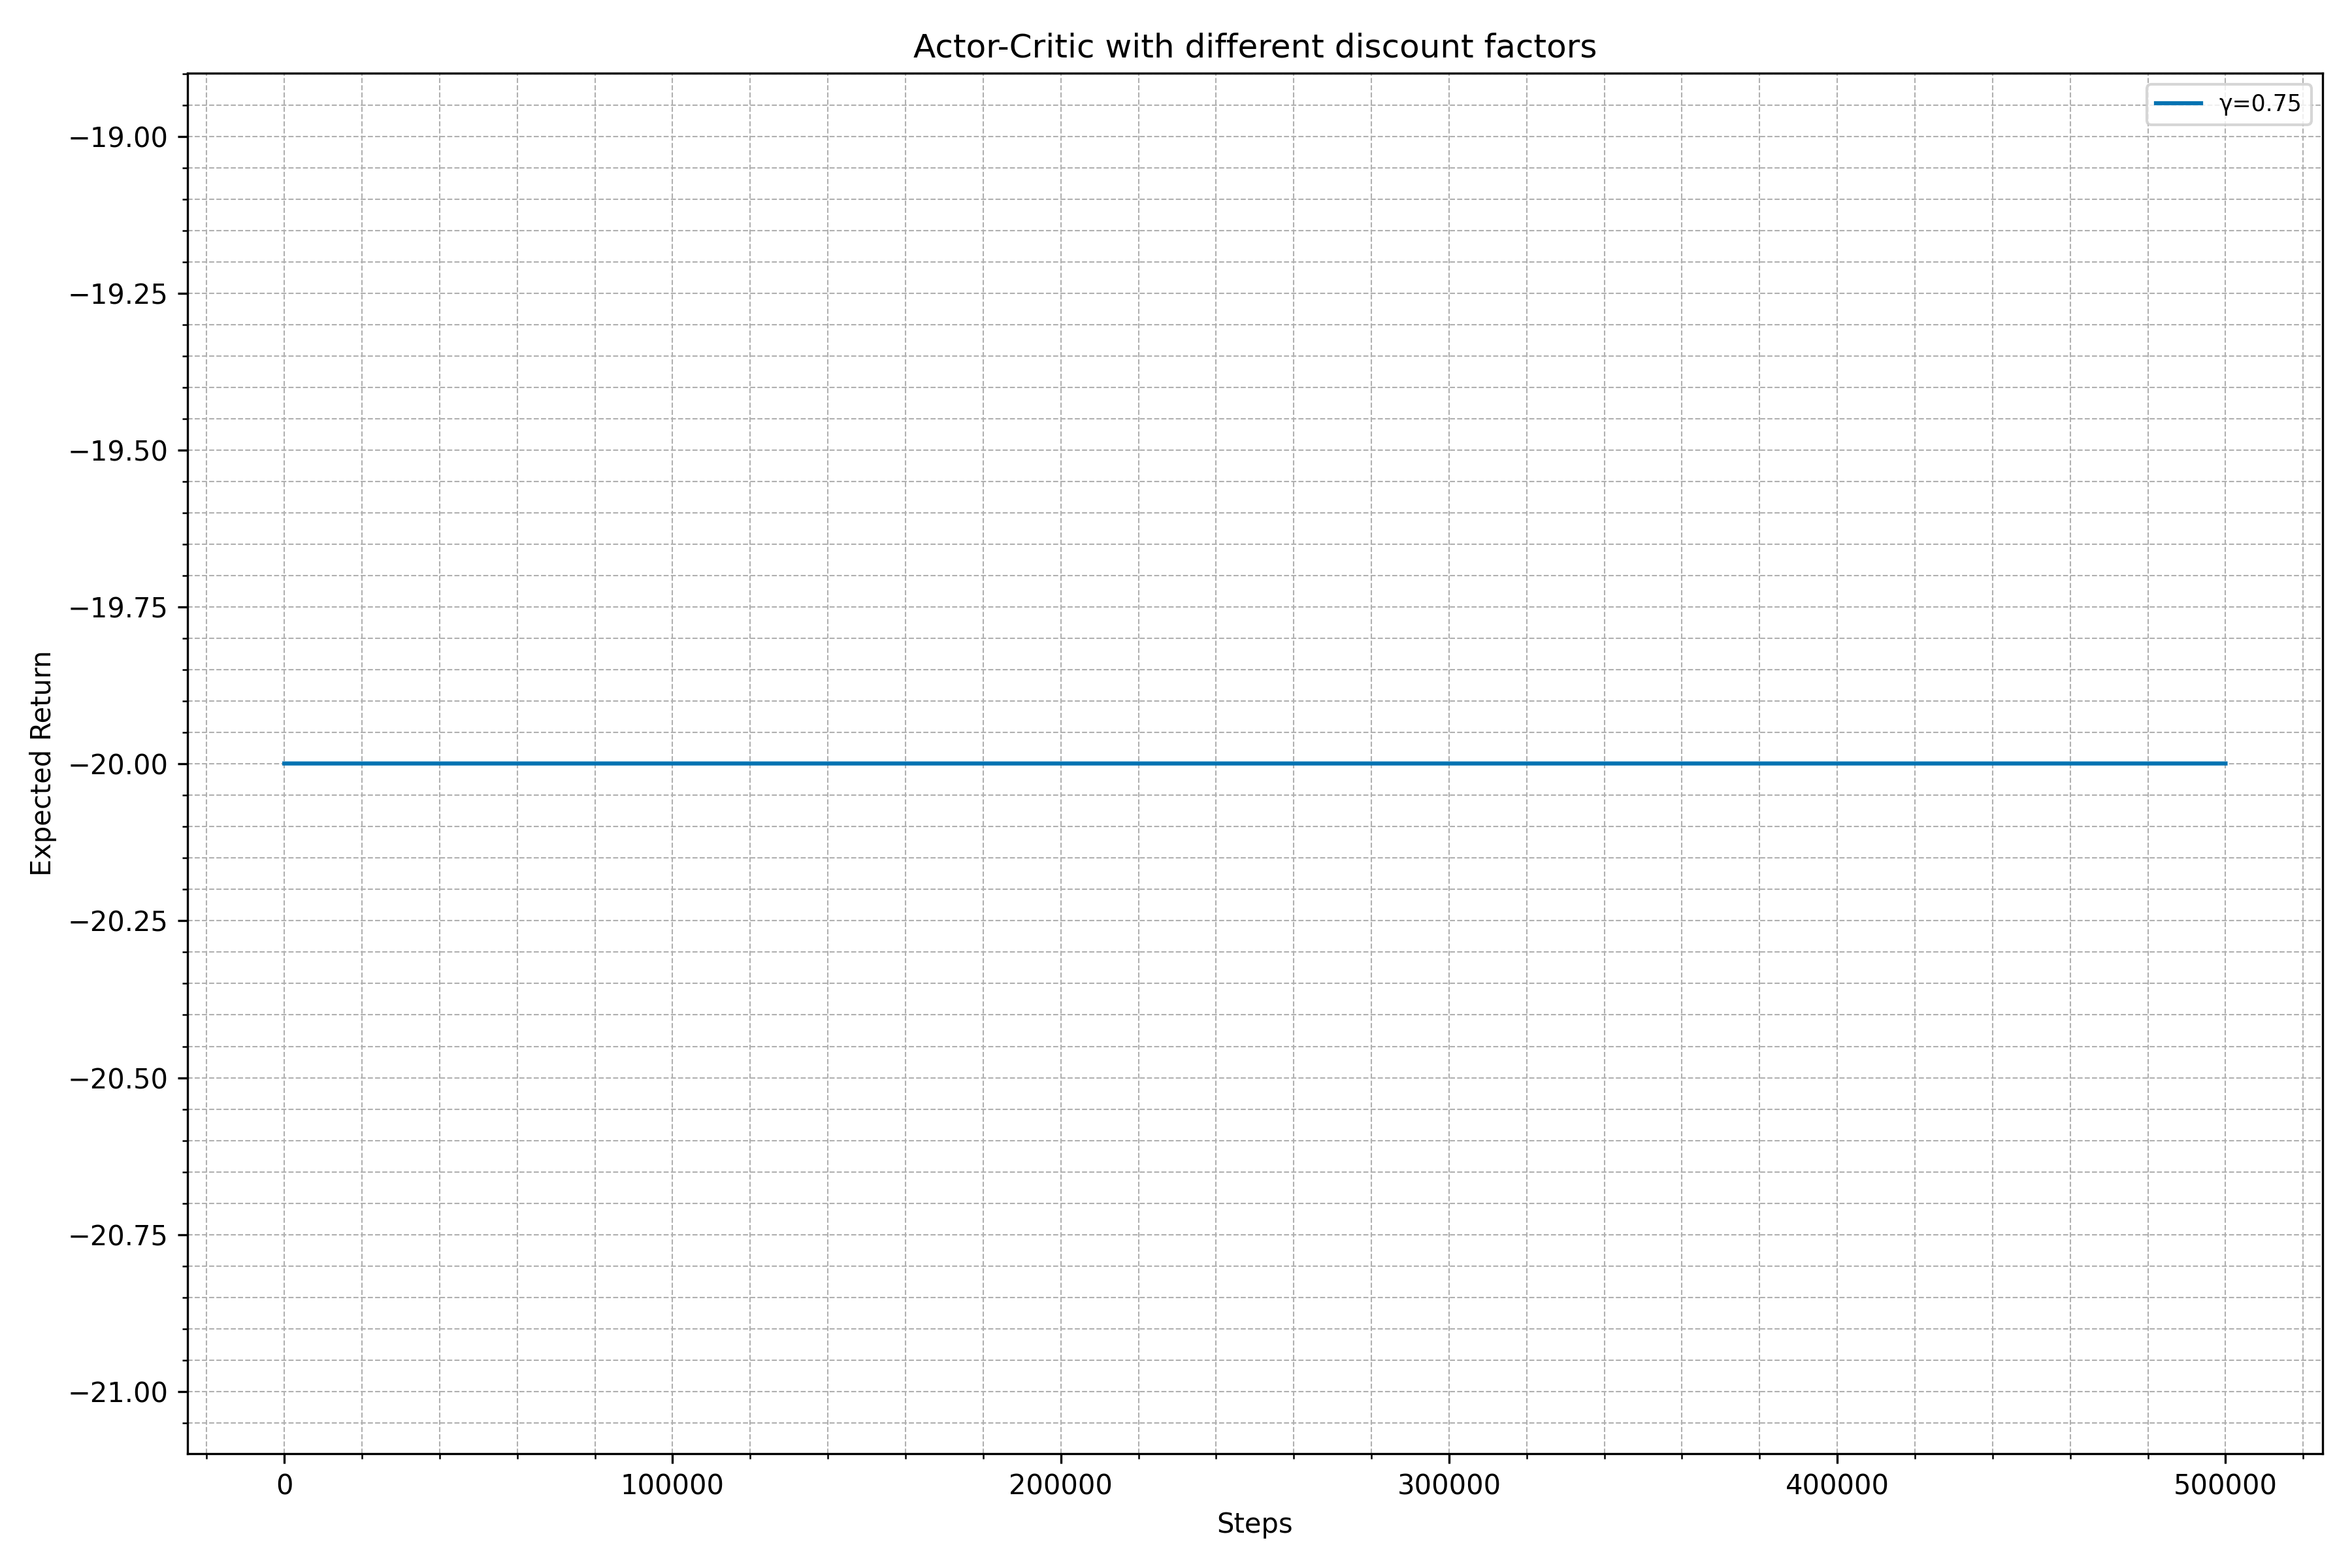 Actor-Critic with different discount factors
γ=0.75
−19.00
−19.25
−19.50
−19.75
−20.00
−20.25
−20.50
−20.75
−21.00
Expected Return
0 100000 200000 300000 400000 500000
Steps